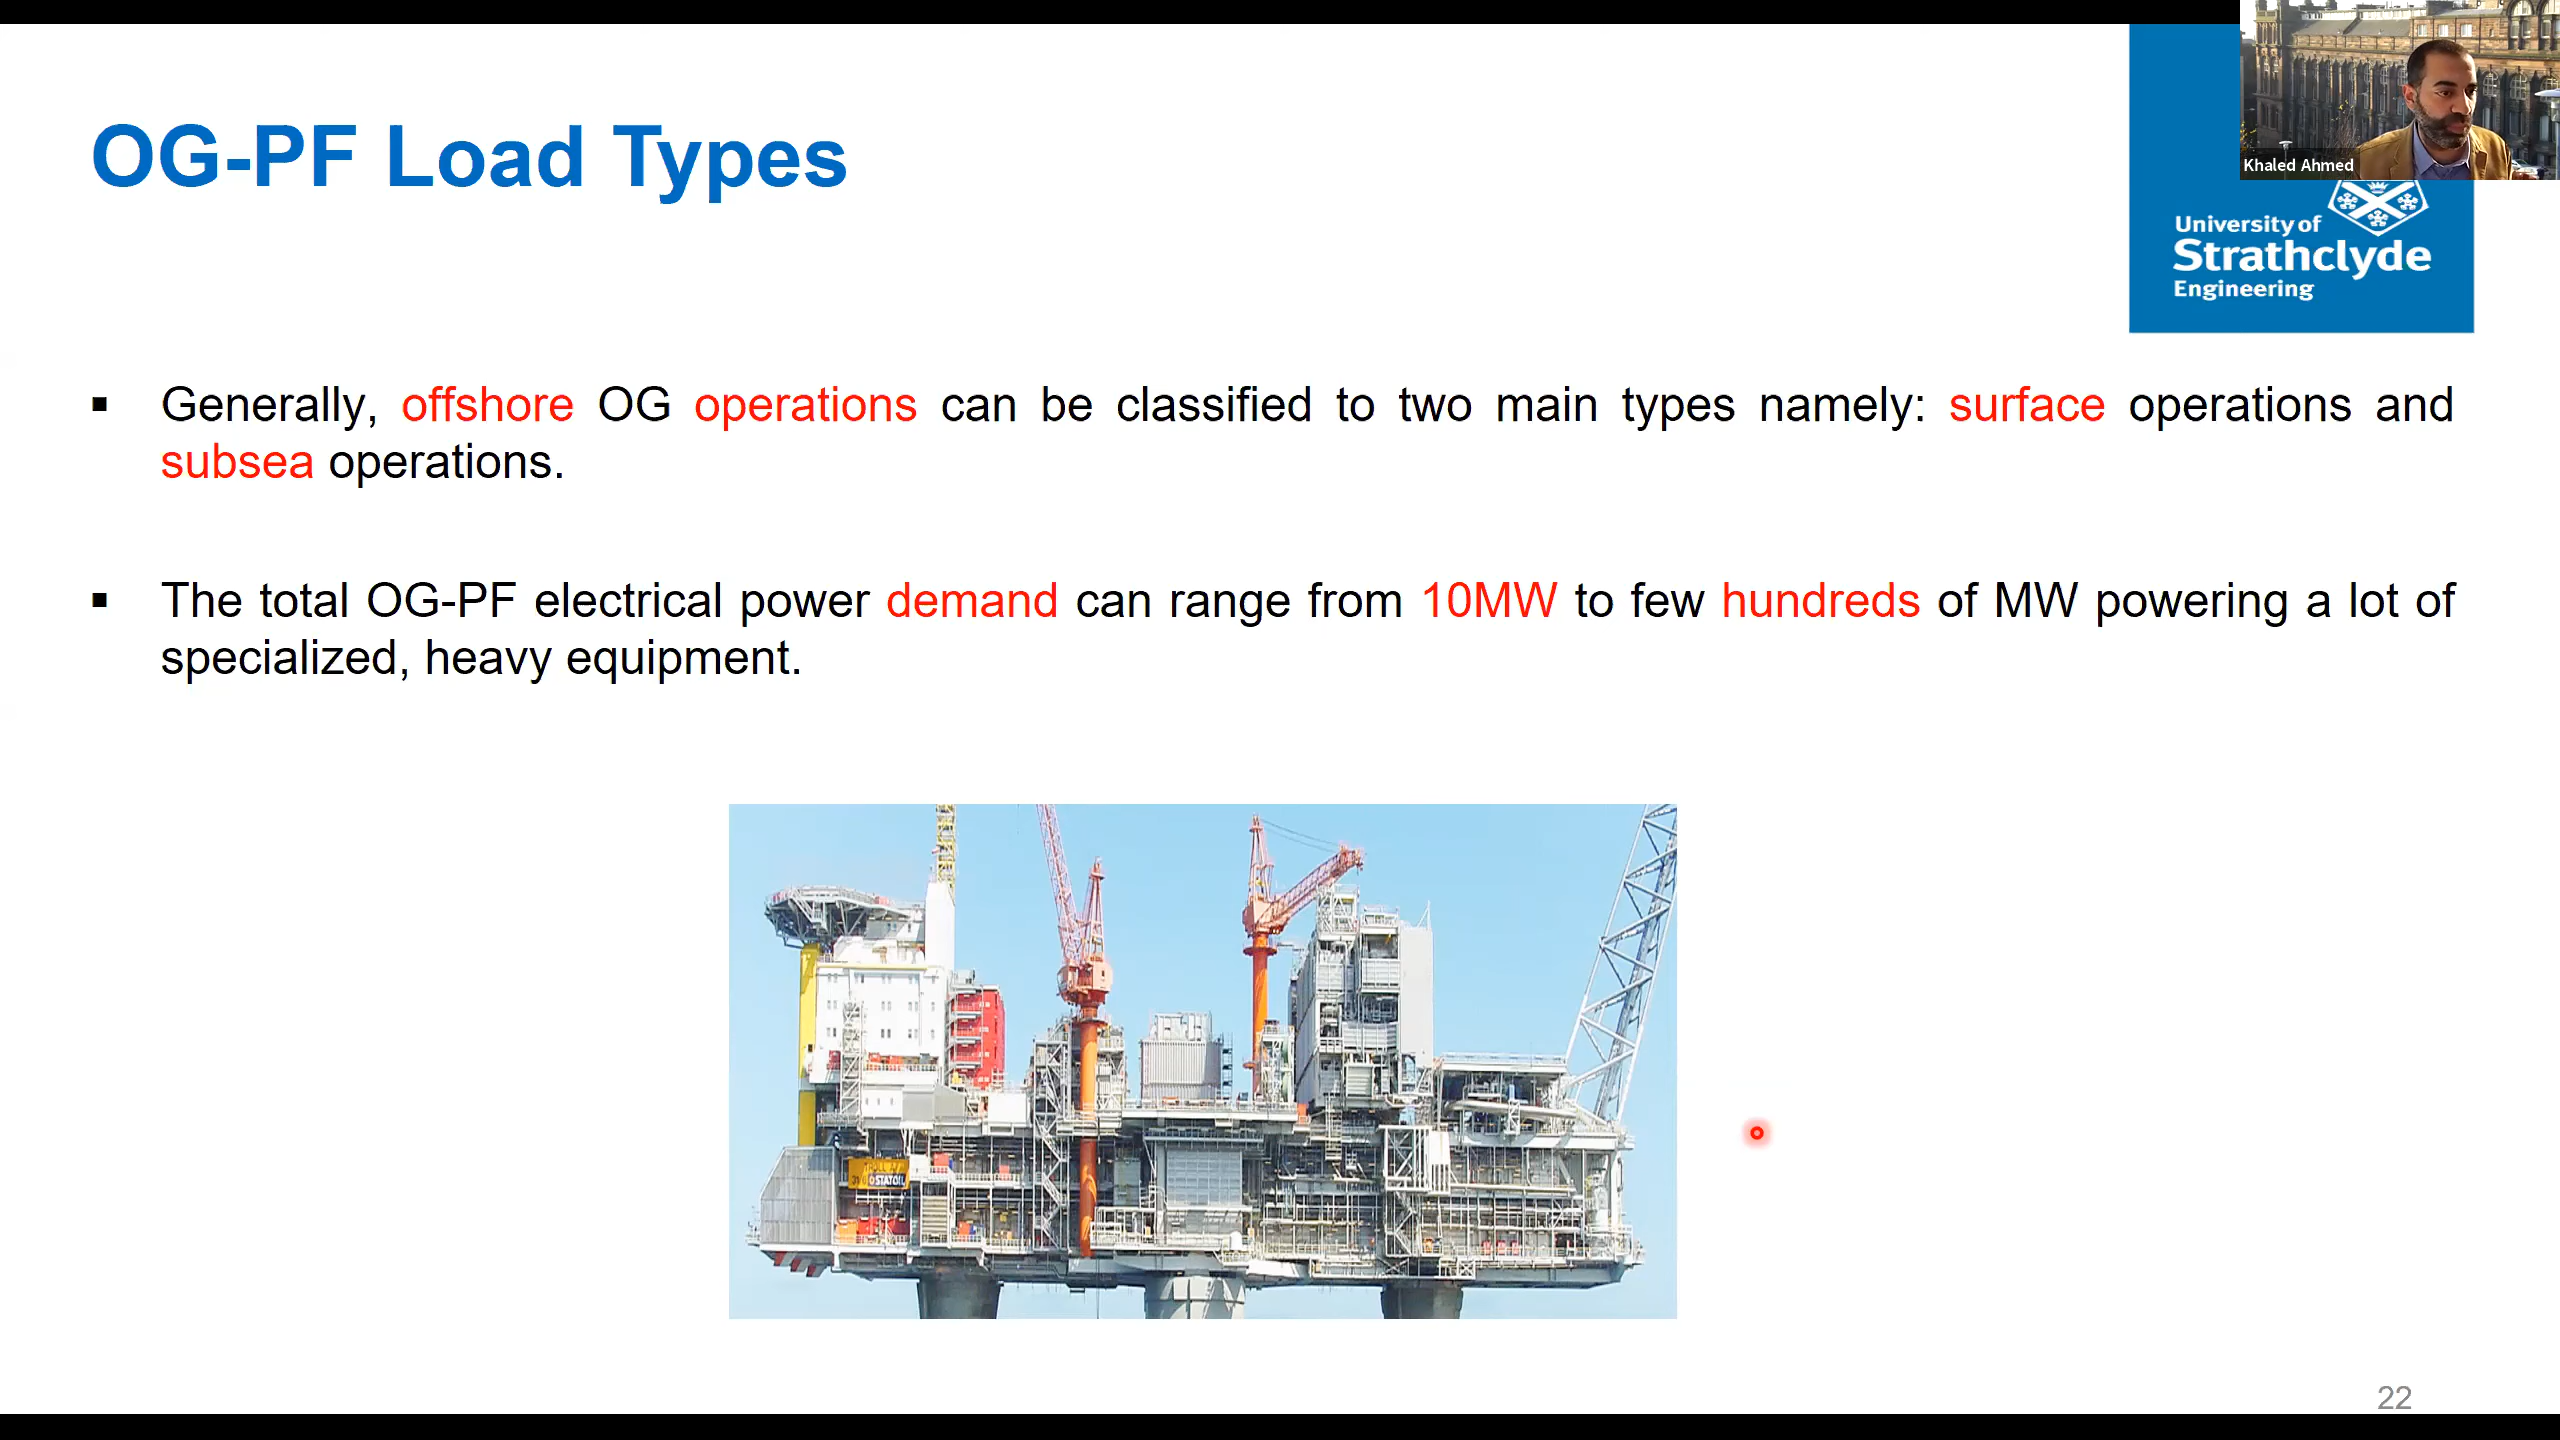 Khaled Ahmed
University of
Strathclyde
Engineering
OG-PF Load Types
▪ Generally, offshore OG operations can be classified to two main types namely: surface operations and
subsea operations.
▪ The total OG-PF electrical power demand can range from 10MW to few hundreds of MW powering a lot of
specialized, heavy equipment.
STATOIL
22